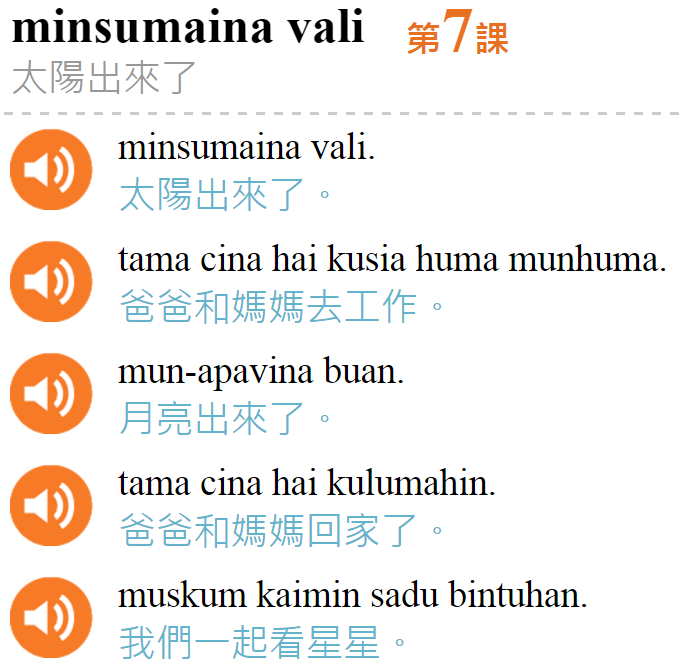 minsumaina vali 第7課
太陽出來了
minsumaina vali.
太陽出來了。
tama cina hai kusia huma munhuma.
爸爸和媽媽去工作。
mun-apavina buan.
月亮出來了。
tama cina hai kulumahin.
爸爸和媽媽回家了。
muskum kaimin sadu bintuhan.
我們一起看星星。